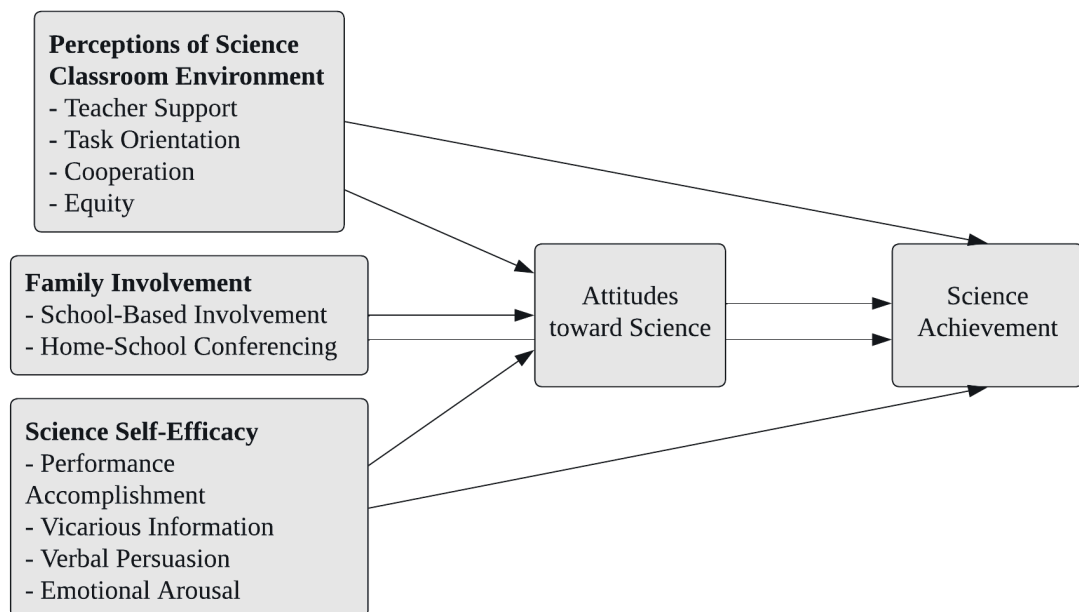 Perceptions of Science
Classroom Environment
- Teacher Support
- Task Orientation
- Cooperation
- Equity
Family Involvement
- School-Based Involvement
- Home-School Conferencing
Science Self-Efficacy
- Performance
Accomplishment
- Vicarious Information
- Verbal Persuasion
- Emotional Arousal
Attitudes
toward Science
Science
Achievement